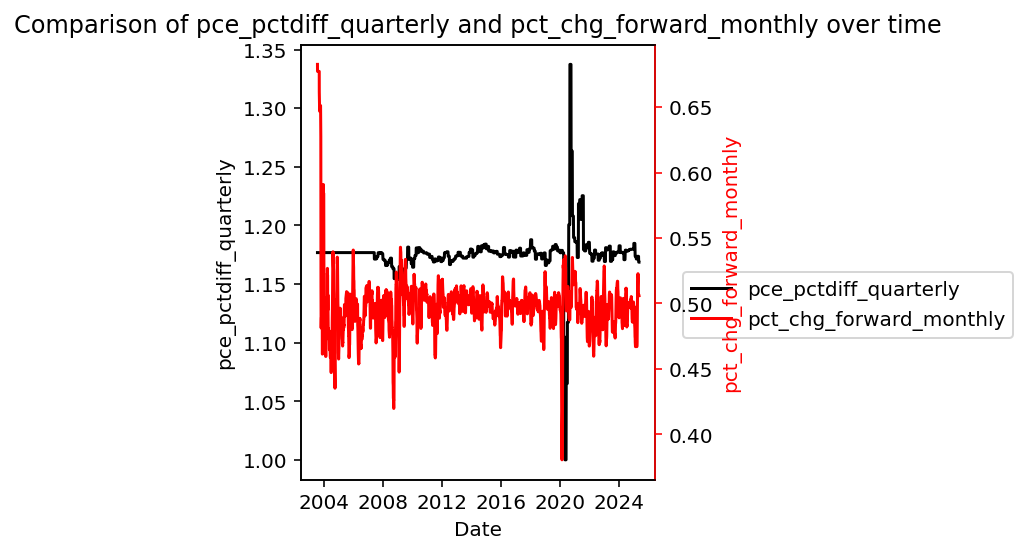 Comparison of pce_pctdiff_quarterly and pct_chg_forward_monthly over time
pce_pctdiff_quarterly
1.35
1.30
1.25
1.20
1.15
1.10
1.05
1.00
0.65
0.60
0.55
0.50
0.45
0.40
pct_chg_forward_monthly
pce_pctdiff_quarterly
pct_chg_forward_monthly
2004 2008 2012 2016 2020 2024
Date